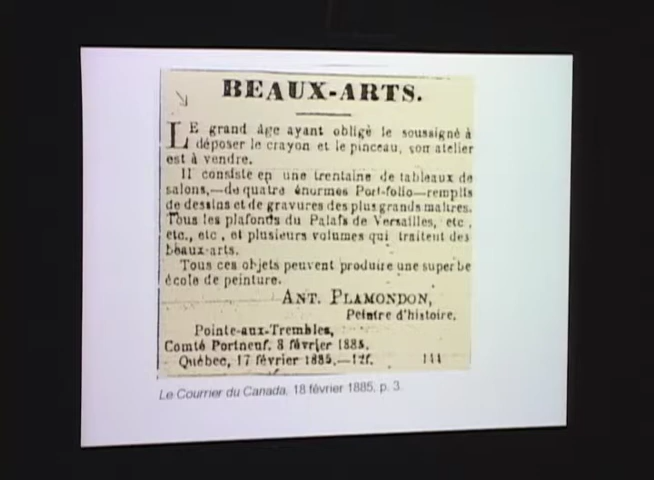 BEAUX-ARTS.
LE grand âge ayant obligé le soussigné à
déposer le crayon et le pinceau, son atelier
est à vendre.
Il consiste en une trentaine de tableaux de
salons,—de quatre énormes Port-folio—remplis
de dessins et de gravures des plus grands maîtres.
Tous les plafonds du Palais de Versailles, etc,
etc., etc, et plusieurs volumes qui traitent des
beaux-arts.
Tous ces objets peuvent produire une superbe
école de peinture.
ANT. PLAMONDON,
Peintre d'histoire.
Pointe-aux-Trembles,
Comté Portneuf, 8 février 1885.
Québec, 17 février 1885.—12f. 111
Le Courrier du Canada, 18 février 1885, p. 3.